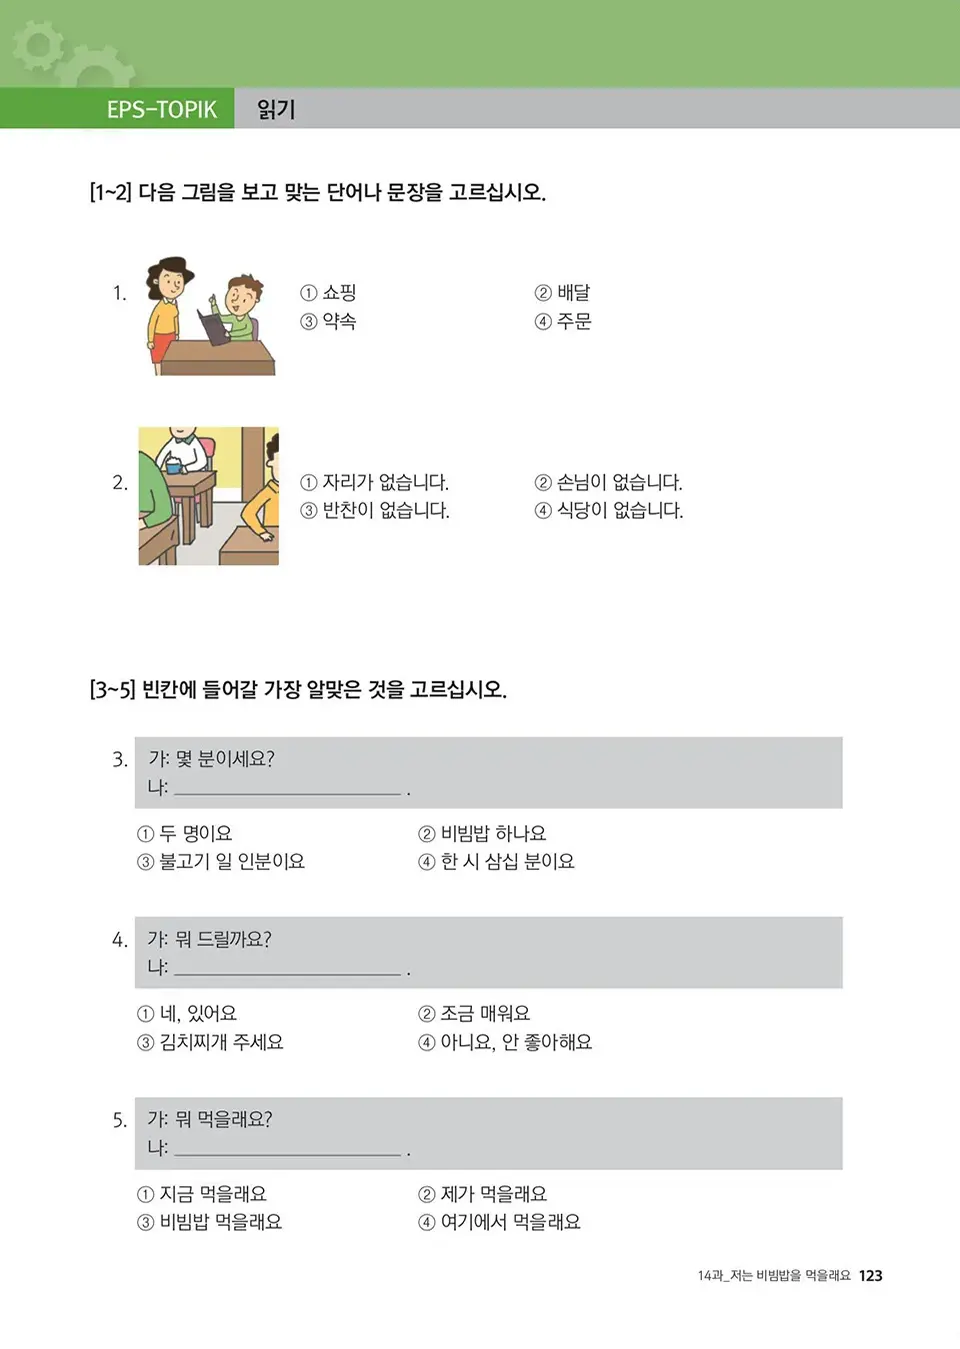 EPS-TOPIK 읽기
[1~2] 다음 그림을 보고 맞는 단어나 문장을 고르십시오.
1. ① 쇼핑 ② 배달
③ 약속 ④ 주문
2. ① 자리가 없습니다. ② 손님이 없습니다.
③ 반찬이 없습니다. ④ 식당이 없습니다.
[3~5] 빈칸에 들어갈 가장 알맞은 것을 고르십시오.
3. 가: 몇 분이세요?
나: ______________________ .
① 두 명이요 ② 비빔밥 하나요
③ 불고기 일 인분이요 ④ 한 시 삼십 분이요
4. 가: 뭐 드릴까요?
나: ______________________ .
① 네, 있어요 ② 조금 매워요
③ 김치찌개 주세요 ④ 아니요, 안 좋아해요
5. 가: 뭐 먹을래요?
나: ______________________ .
① 지금 먹을래요 ② 제가 먹을래요
③ 비빔밥 먹을래요 ④ 여기에서 먹을래요
14과_저는 비빔밥을 먹을래요 123